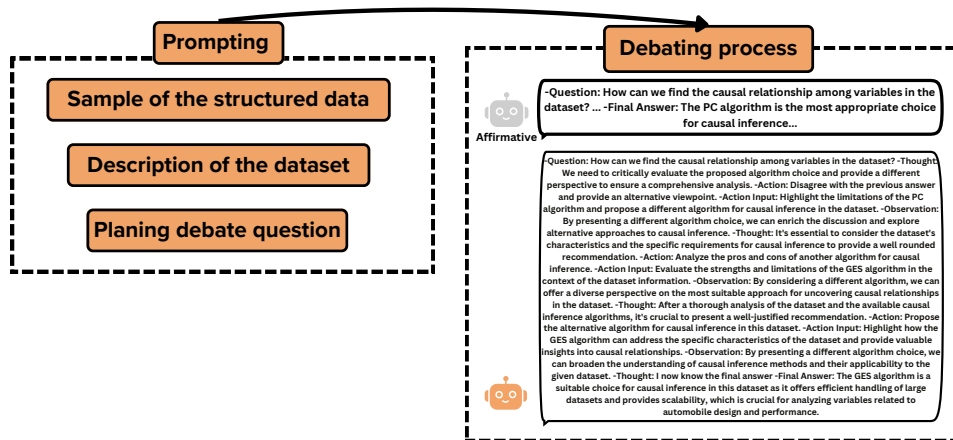 Prompting
Sample of the structured data
Description of the dataset
Planing debate question
Debating process
Affirmative
-Question: How can we find the causal relationship among variables in the
dataset? ... -Final Answer: The PC algorithm is the most appropriate choice
for causal inference...
-Question: How can we find the causal relationship among variables in the dataset? -Thought:
We need to critically evaluate the proposed algorithm choice and provide a different
perspective to ensure a comprehensive analysis. -Action: Disagree with the previous answer
and provide an alternative viewpoint. -Action Input: Highlight the limitations of the PC
algorithm and propose a different algorithm for causal inference in the dataset. -Observation:
By presenting a different algorithm choice, we can enrich the discussion and explore
alternative approaches to causal inference. -Thought: It's essential to consider the dataset's
characteristics and the specific requirements for causal inference to provide a well rounded
recommendation. -Action: Analyze the pros and cons of another algorithm for causal
inference. -Action Input: Evaluate the strengths and limitations of the GES algorithm in the
context of the dataset information. -Observation: By considering a different algorithm, we can
offer a diverse perspective on the most suitable approach for uncovering causal relationships
in the dataset. -Thought: After a thorough analysis of the dataset and the available causal
inference algorithms, it's crucial to present a well-justified recommendation. -Action: Propose
the alternative algorithm for causal inference in this dataset. -Action Input: Highlight how the
GES algorithm can address the specific characteristics of the dataset and provide valuable
insights into causal relationships. -Observation: By presenting a different algorithm choice, we
can broaden the understanding of causal inference methods and their applicability to the
given dataset. -Thought: I now know the final answer -Final Answer: The GES algorithm is a
suitable choice for causal inference in this dataset as it offers efficient handling of large
datasets and provides scalability, which is crucial for analyzing variables related to
automobile design and performance.